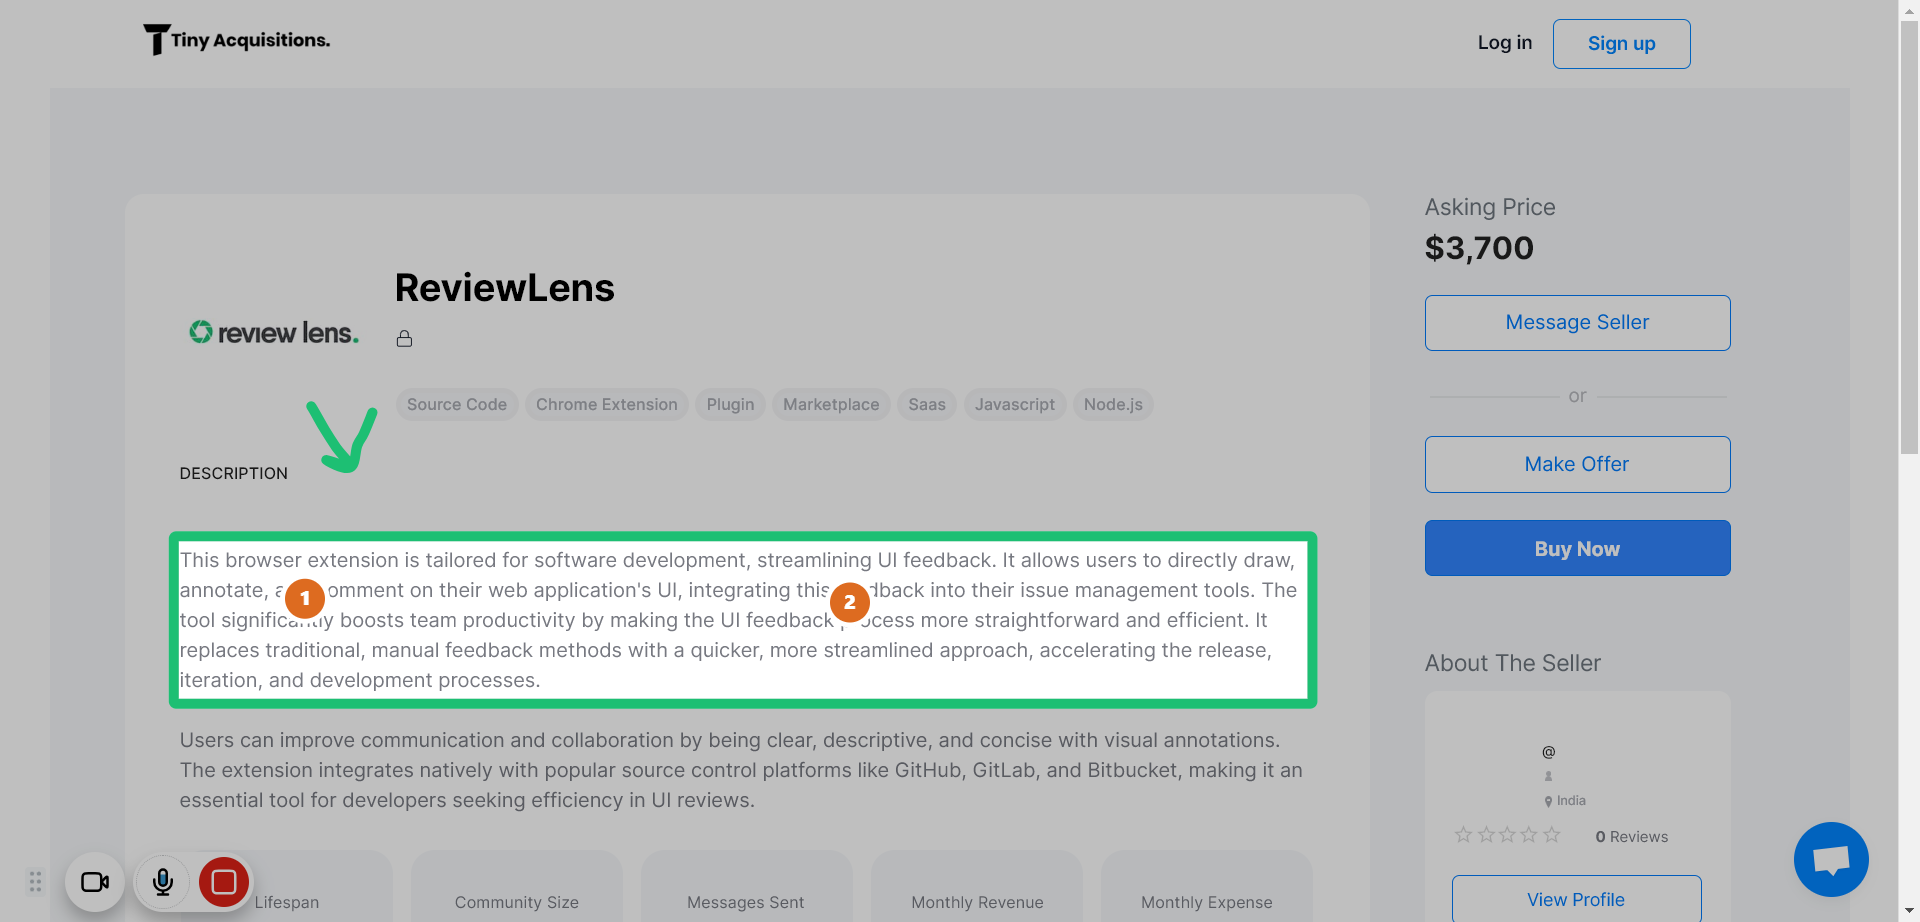 Tiny Acquisitions.
Log in
Sign up
ReviewLens
review lens.
Source Code
Chrome Extension
Plugin
Marketplace
Saas
Javascript
Node.js
DESCRIPTION
This browser extension is tailored for software development, streamlining UI feedback. It allows users to directly draw,
annotate, a 1 omment on their web application's UI, integrating this 2 dback into their issue management tools. The
tool significantly boosts team productivity by making the UI feedback process more straightforward and efficient. It
replaces traditional, manual feedback methods with a quicker, more streamlined approach, accelerating the release,
iteration, and development processes.
Users can improve communication and collaboration by being clear, descriptive, and concise with visual annotations.
The extension integrates natively with popular source control platforms like GitHub, GitLab, and Bitbucket, making it an
essential tool for developers seeking efficiency in UI reviews.
Lifespan
Community Size
Messages Sent
Monthly Revenue
Monthly Expense
Asking Price
$3,700
Message Seller
or
Make Offer
Buy Now
About The Seller
@
India
0 Reviews
View Profile